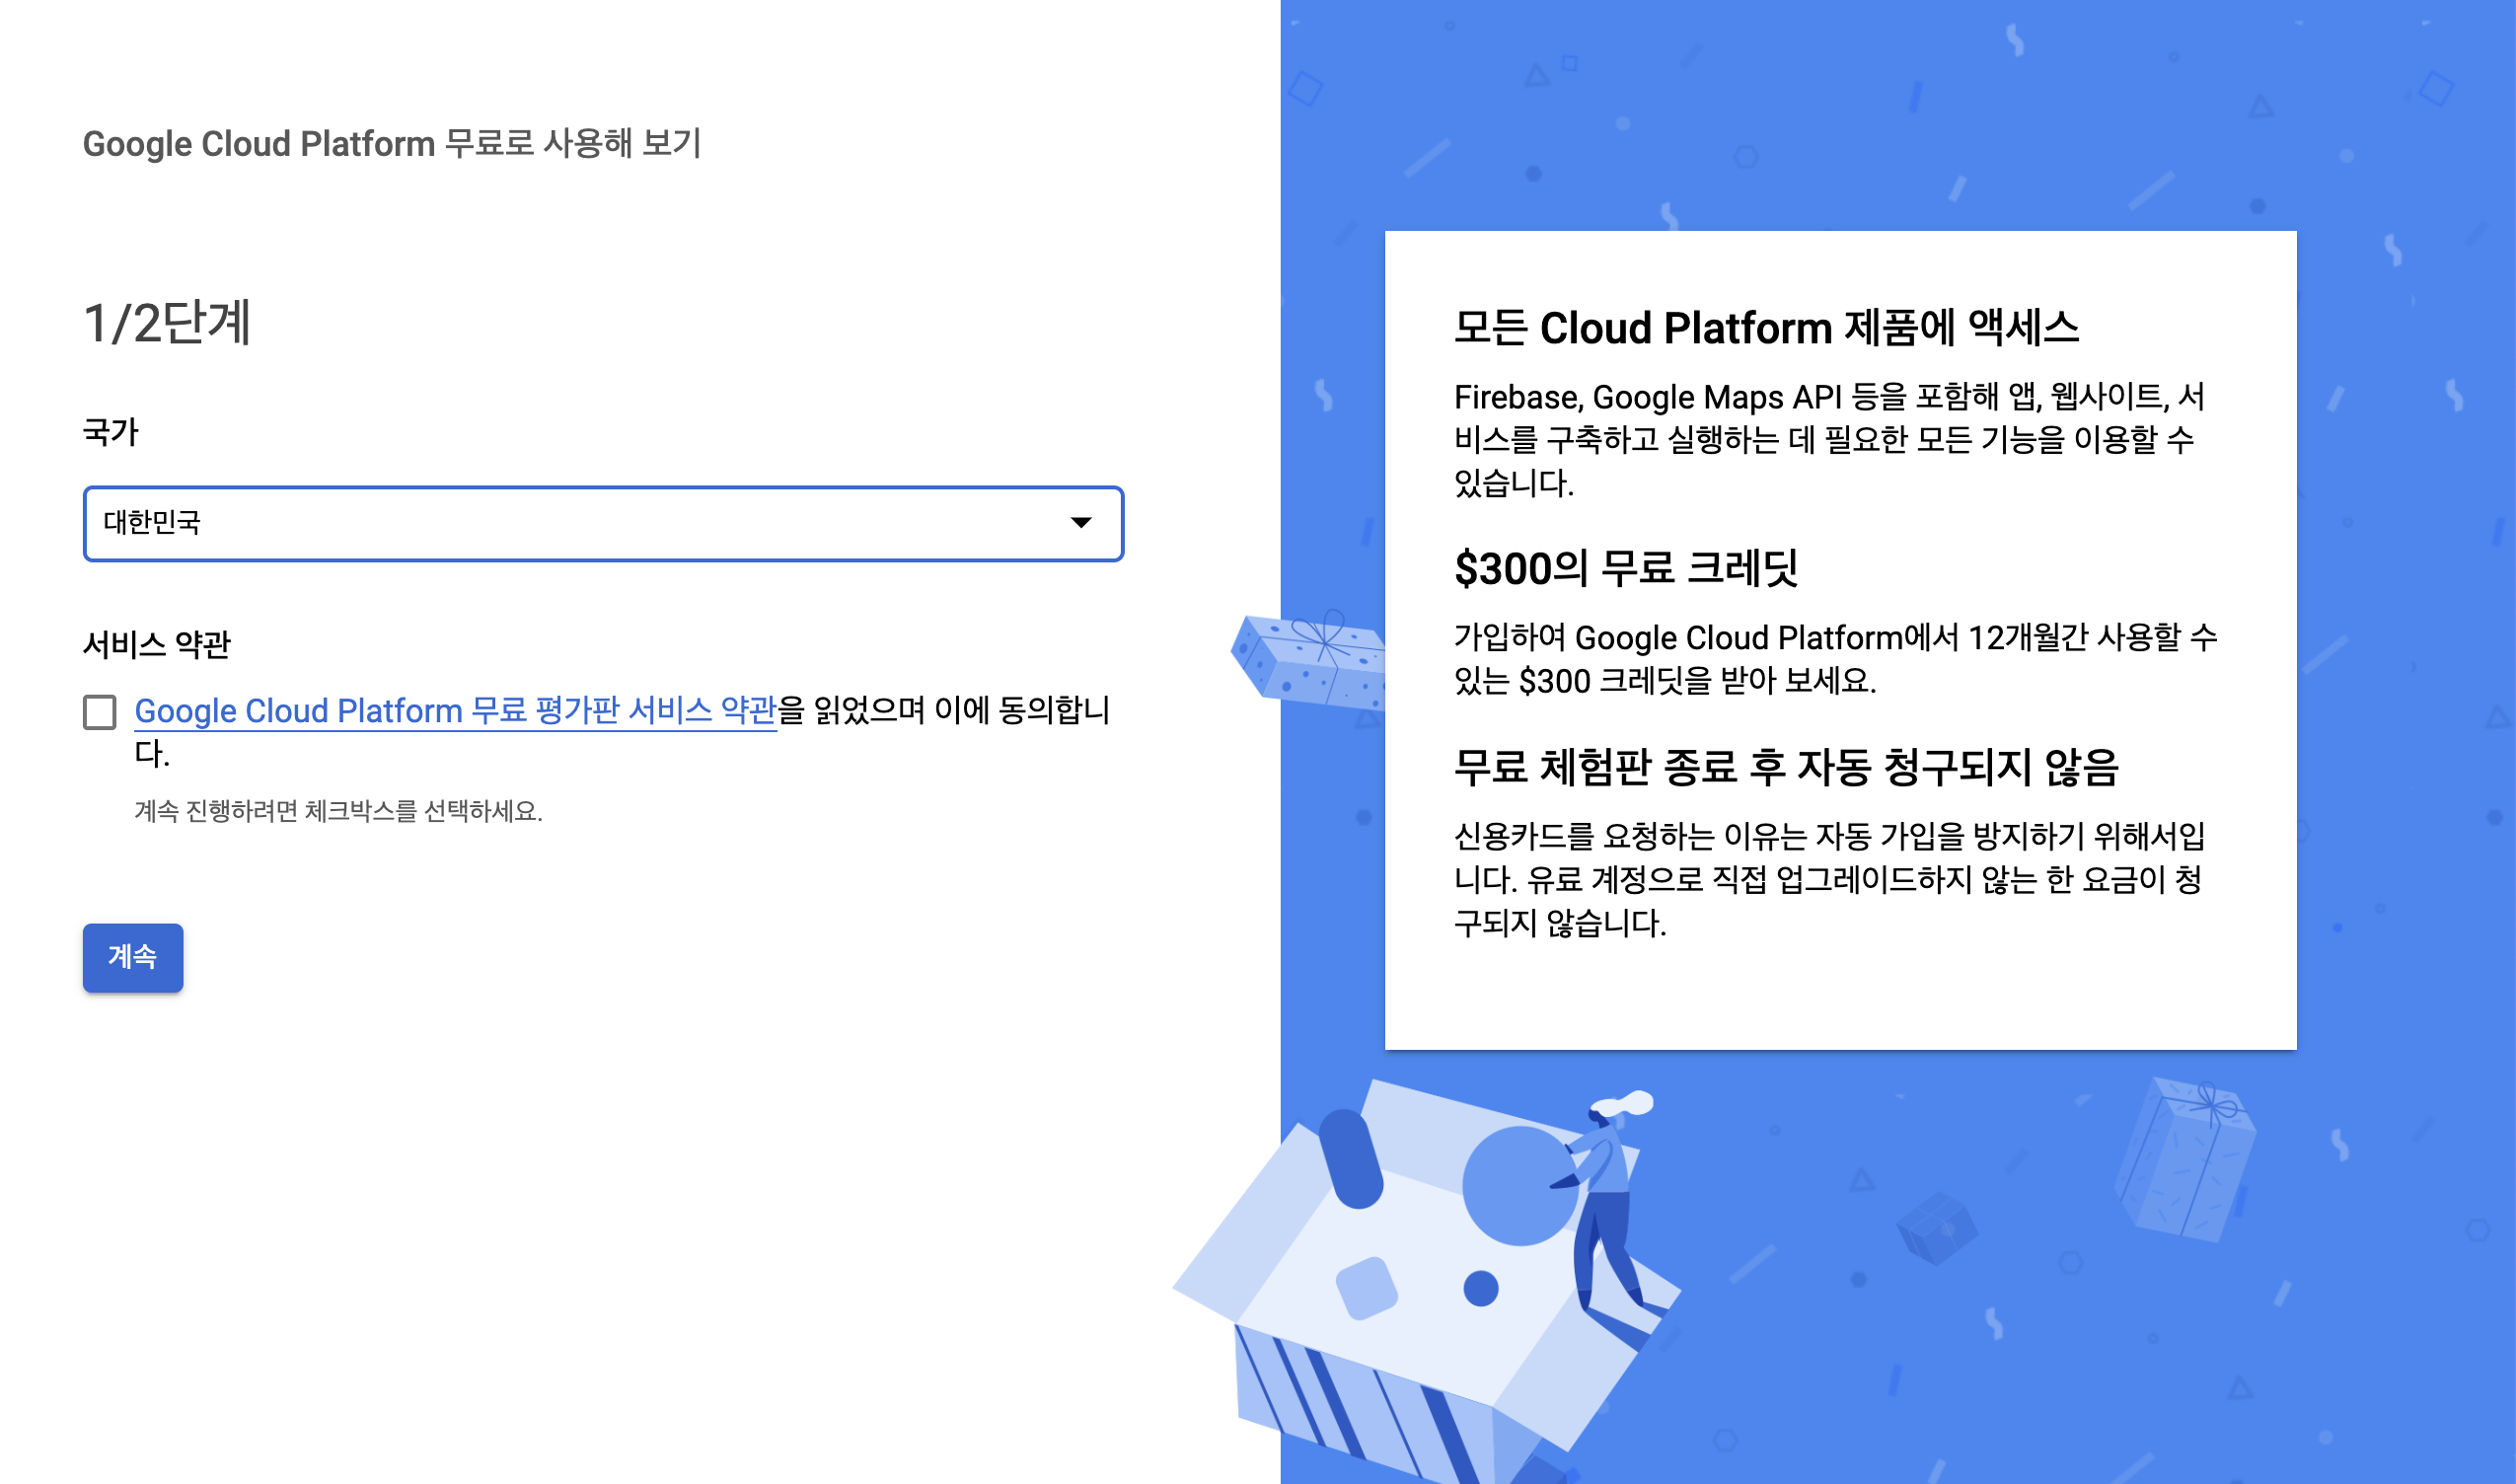 Google Cloud Platform 무료로 사용해 보기
1/2단계
국가
대한민국
서비스 약관
Google Cloud Platform 무료 평가판 서비스 약관을 읽었으며 이에 동의합니
다.
계속 진행하려면 체크박스를 선택하세요.
계속
모든 Cloud Platform 제품에 액세스
Firebase, Google Maps API 등을 포함해 앱, 웹사이트, 서
비스를 구축하고 실행하는 데 필요한 모든 기능을 이용할 수
있습니다.
$300의 무료 크레딧
가입하여 Google Cloud Platform에서 12개월간 사용할 수
있는 $300 크레딧을 받아 보세요.
무료 체험판 종료 후 자동 청구되지 않음
신용카드를 요청하는 이유는 자동 가입을 방지하기 위해서입
니다. 유료 계정으로 직접 업그레이드하지 않는 한 요금이 청
구되지 않습니다.